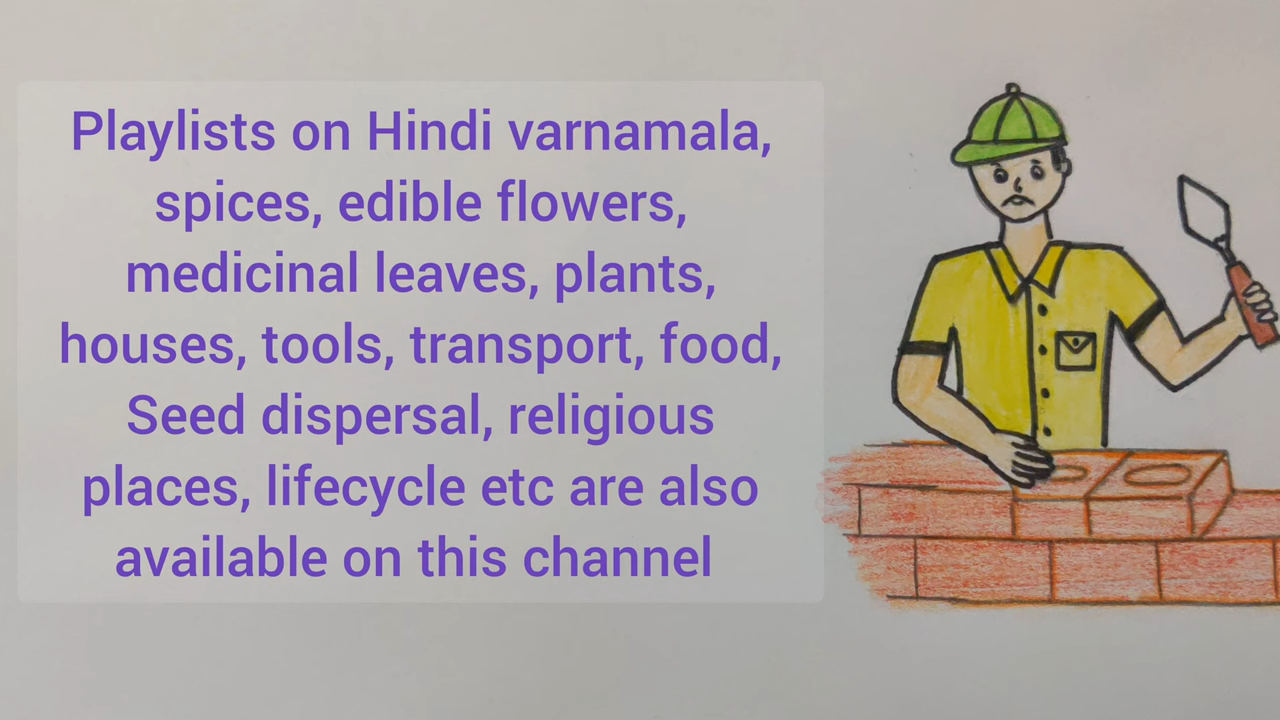 Playlists on Hindi varnamala,
spices, edible flowers,
medicinal leaves, plants,
houses, tools, transport, food,
Seed dispersal, religious
places, lifecycle etc are also
available on this channel